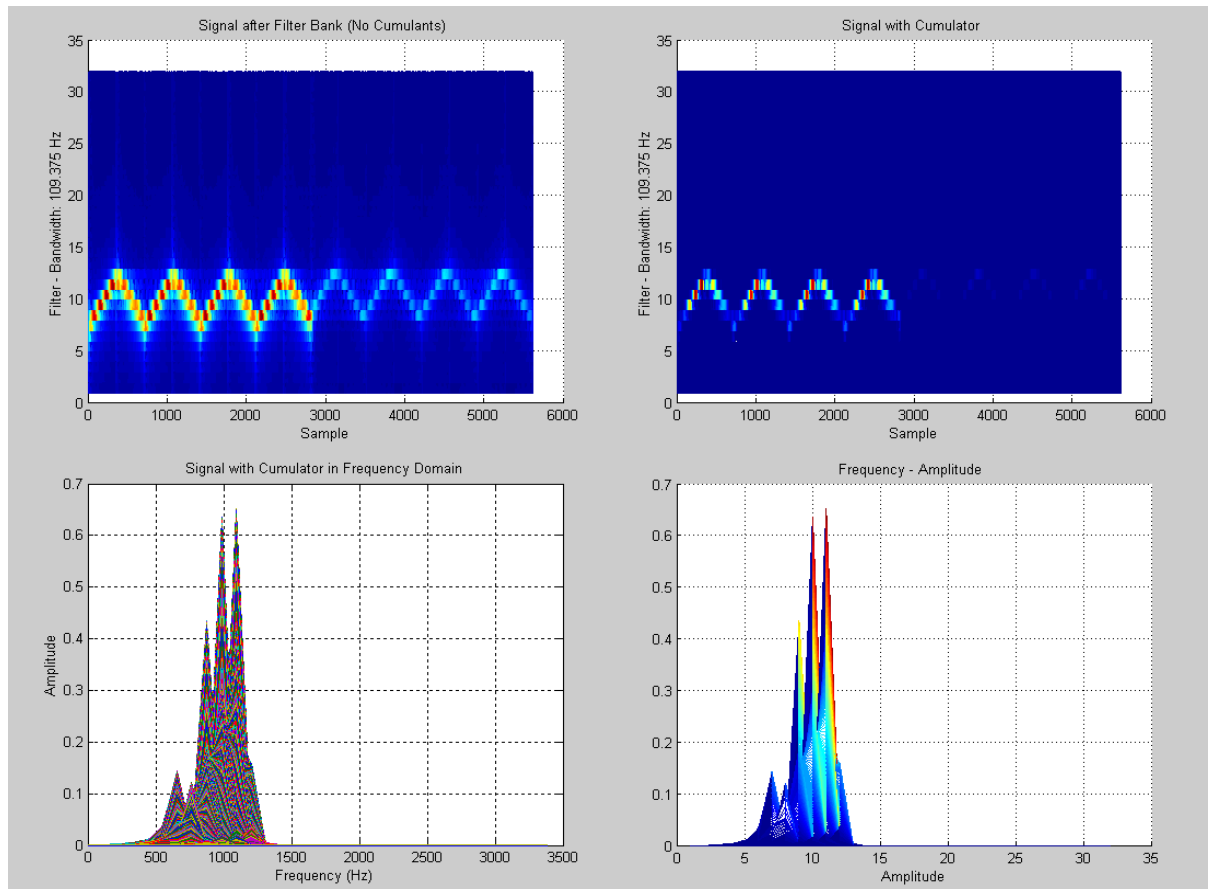 Signal after Filter Bank (No Cumulants)
35
30
25
20
15
10
5
0
Filter - Bandwidth: 109.375 Hz
0 1000 2000 3000 4000 5000 6000
Sample
Signal with Cumulator
35
30
25
20
15
10
5
0
Filter - Bandwidth: 109.375 Hz
0 1000 2000 3000 4000 5000 6000
Sample
Signal with Cumulator in Frequency Domain
0.7
0.6
0.5
0.4
0.3
0.2
0.1
0
Amplitude
0 500 1000 1500 2000 2500 3000 3500
Frequency (Hz)
Frequency - Amplitude
0.7
0.6
0.5
0.4
0.3
0.2
0.1
0
0 5 10 15 20 25 30 35
Amplitude